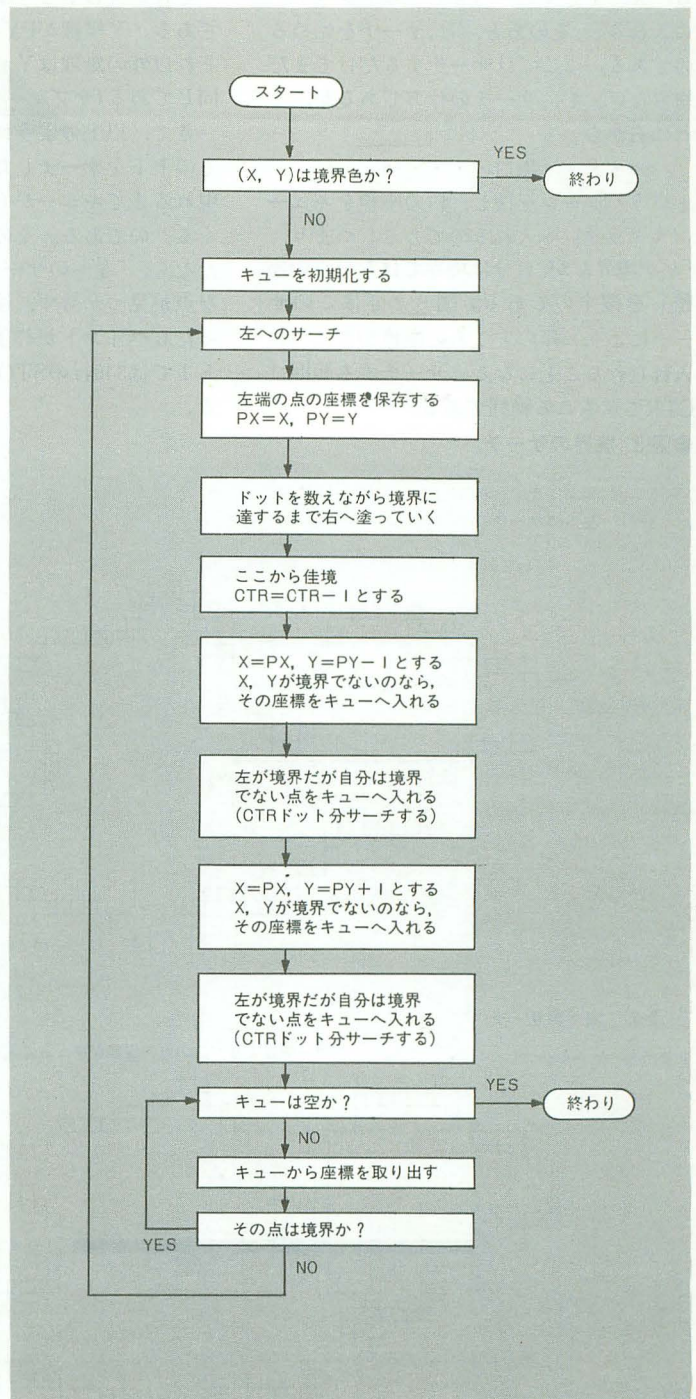 スタート
(X, Y)は境界色か?
YES
終わり
NO
キューを初期化する
左へのサーチ
左端の点の座標を保存する
PX=X, PY=Y
ドットを数えながら境界に
達するまで右へ塗っていく
ここから佳境
CTR=CTR-1とする
X=PX, Y=PY-1とする
X, Yが境界でないのなら,
その座標をキューへ入れる
左が境界だが自分は境界
でない点をキューへ入れる
(CTRドット分サーチする)
X=PX, Y=PY+1とする
X, Yが境界でないのなら,
その座標をキューへ入れる
左が境界だが自分は境界
でない点をキューへ入れる
(CTRドット分サーチする)
キューは空か?
YES
終わり
NO
キューから座標を取り出す
その点は境界か?
YES
NO